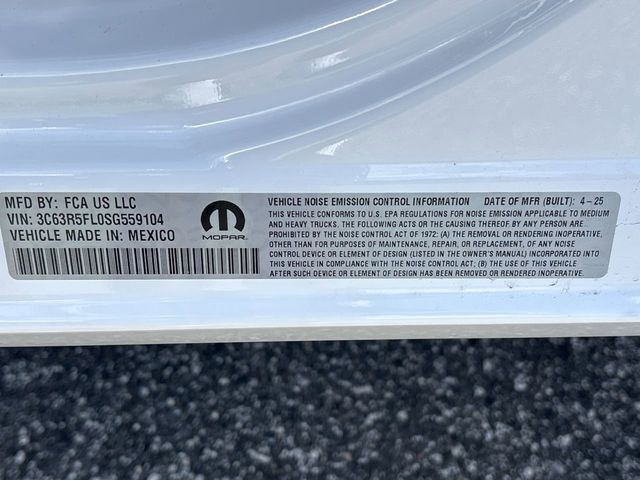 MFD BY: FCA US LLC
VIN: 3C63R5FL0SG559104
VEHICLE MADE IN: MEXICO
MOPAR
VEHICLE NOISE EMISSION CONTROL INFORMATION DATE OF MFR (BUILT): 4-25
THIS VEHICLE CONFORMS TO U.S. EPA REGULATIONS FOR NOISE EMISSION APPLICABLE TO MEDIUM
AND HEAVY TRUCKS. THE FOLLOWING ACTS OR THE CAUSING THEREOF BY ANY PERSON ARE
PROHIBITED BY THE NOISE CONTROL ACT OF 1972: (A) THE REMOVAL OR RENDERING INOPERATIVE,
OTHER THAN FOR PURPOSES OF MAINTENANCE, REPAIR, OR REPLACEMENT, OF ANY NOISE
CONTROL DEVICE OR ELEMENT OF DESIGN (LISTED IN THE OWNER'S MANUAL) INCORPORATED INTO
THIS VEHICLE IN COMPLIANCE WITH THE NOISE CONTROL ACT; (B) THE USE OF THIS VEHICLE
AFTER SUCH DEVICE OR ELEMENT OF DESIGN HAS BEEN REMOVED OR RENDERED INOPERATIVE.